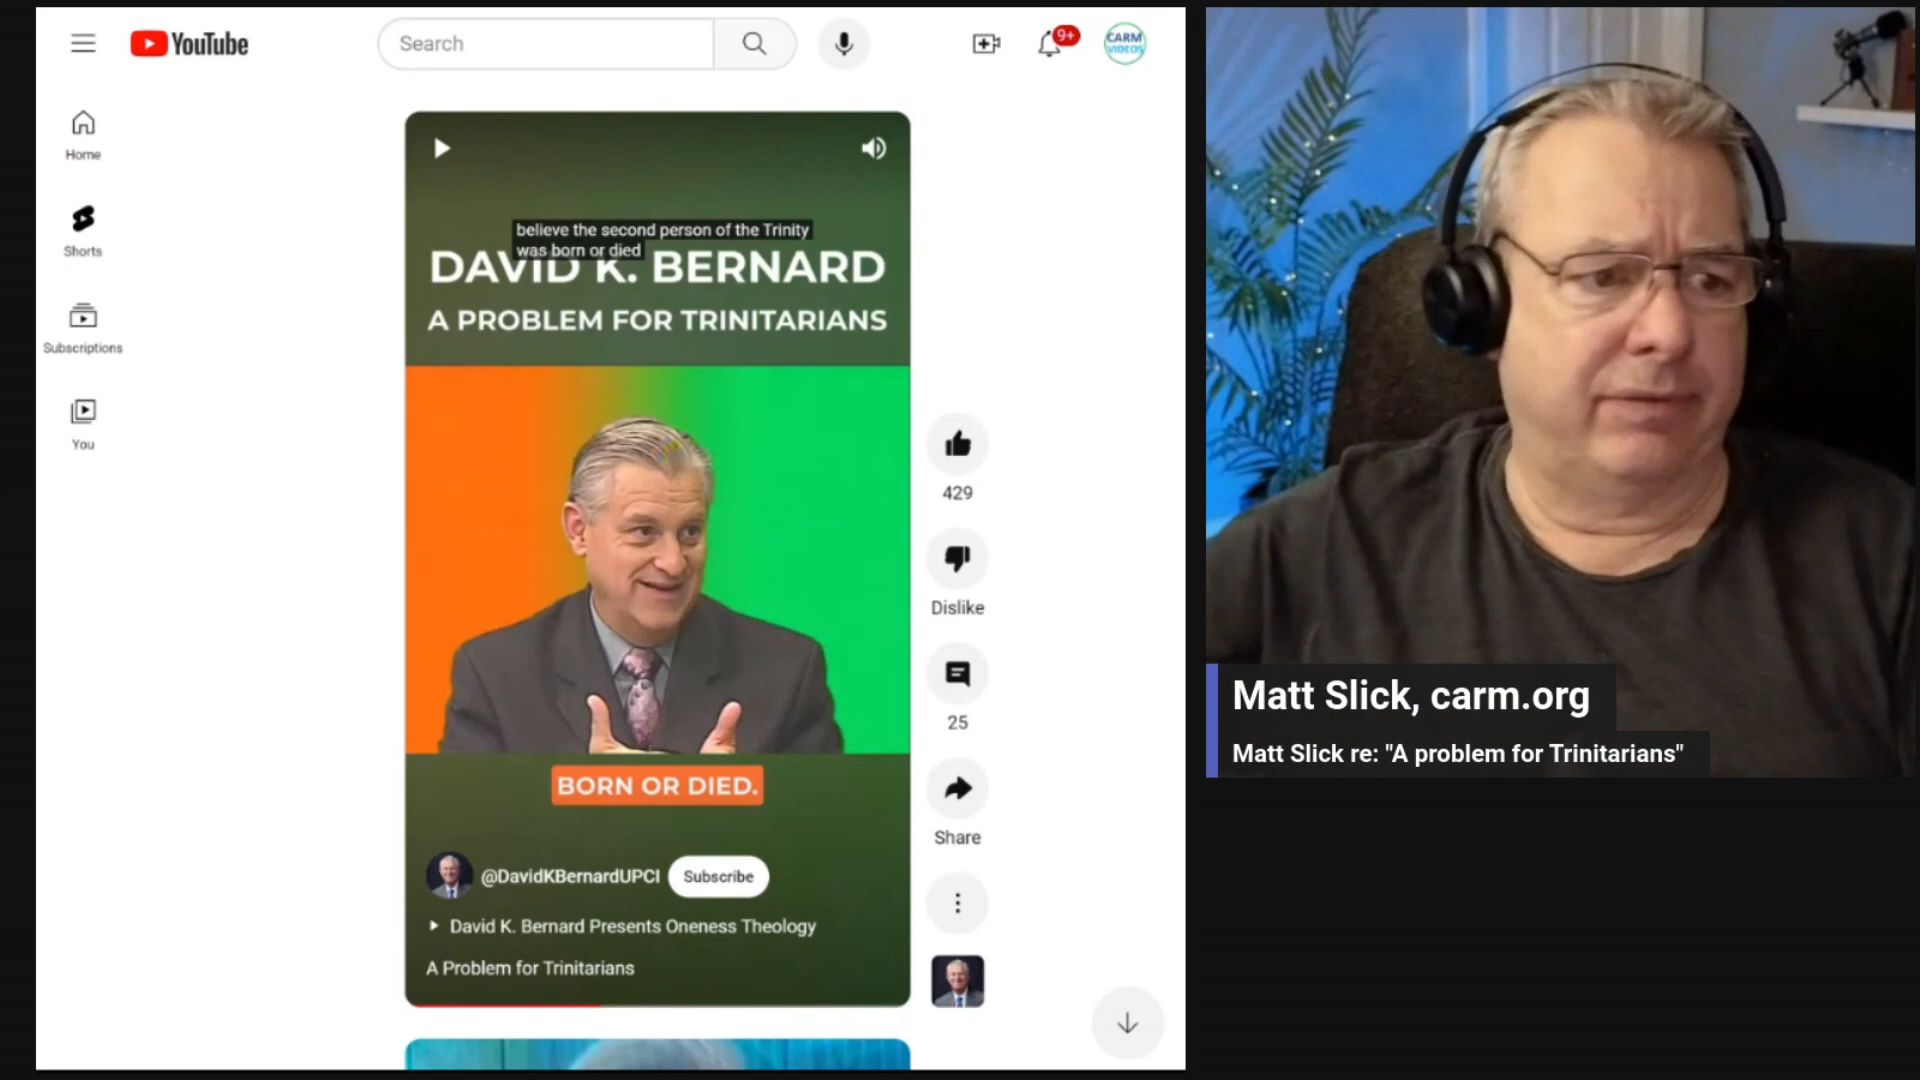 YouTube
Search
9+
CARM
VIDEOS
Home
Shorts
Subscriptions
You
believe the second person of the Trinity
was born or died
DAVID K. BERNARD
A PROBLEM FOR TRINITARIANS
BORN OR DIED.
@DavidKBernardUPCI
Subscribe
David K. Bernard Presents Oneness Theology
A Problem for Trinitarians
429
Dislike
25
Share
Matt Slick, carm.org
Matt Slick re: "A problem for Trinitarians"